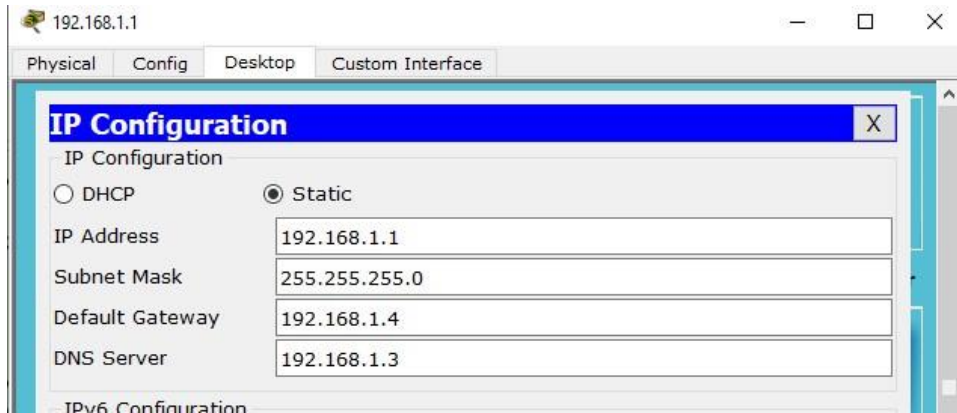 192.168.1.1
Physical Config Desktop Custom Interface
IP Configuration X
IP Configuration
DHCP Static
IP Address 192.168.1.1
Subnet Mask 255.255.255.0
Default Gateway 192.168.1.4
DNS Server 192.168.1.3
IPv6 Configuration